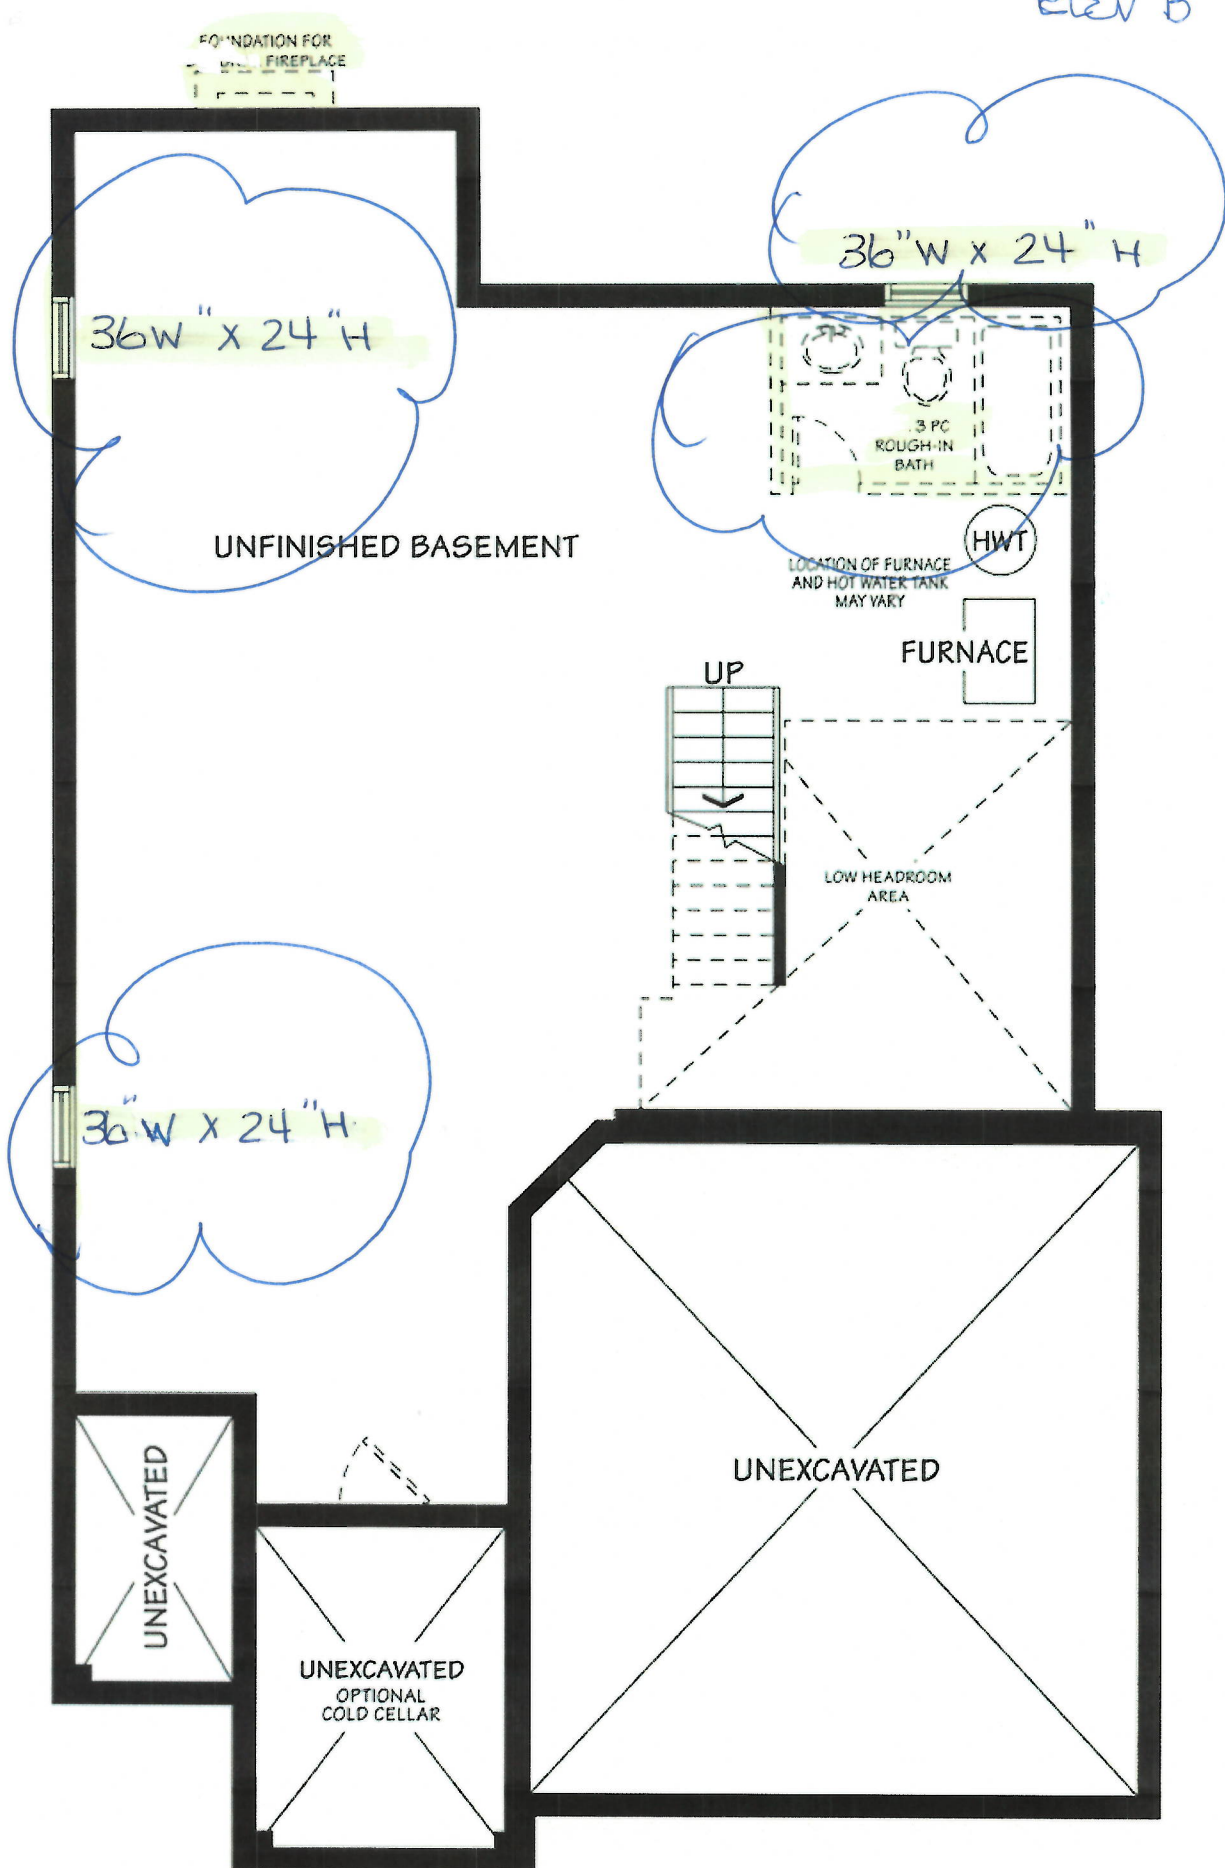 ELEV B
FOUNDATION FOR
FIREPLACE
36"W X 24"H
36W" X 24"H
3 PC
ROUGH-IN
BATH
UNFINISHED BASEMENT
HWT
LOCATION OF FURNACE
AND HOT WATER TANK
MAY VARY
FURNACE
UP
LOW HEADROOM
AREA
36"W X 24"H
UNEXCAVATED
UNEXCAVATED
UNEXCAVATED
OPTIONAL
COLD CELLAR